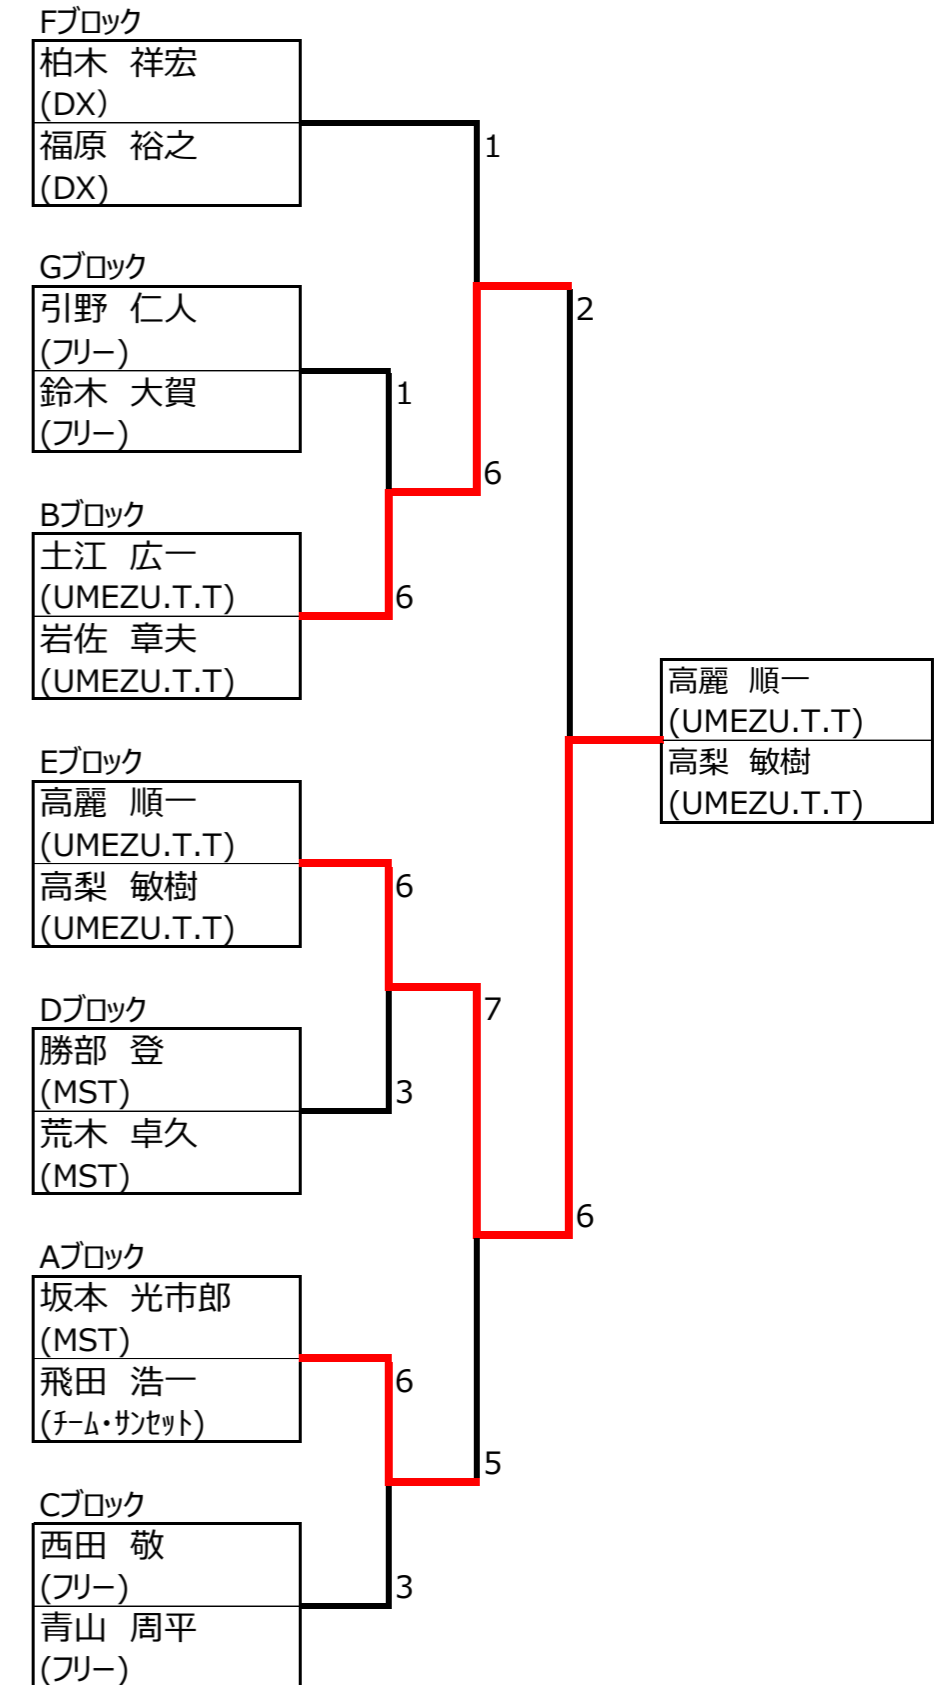 Fブロック
柏木 祥宏
(DX)
福原 裕之
(DX)
1
Gブロック
引野 仁人
(フリー)
鈴木 大賀
(フリー)
1
2
6
Bブロック
土江 広一
(UMEZU.T.T)
岩佐 章夫
(UMEZU.T.T)
6
高麗 順一
(UMEZU.T.T)
高梨 敏樹
(UMEZU.T.T)
Eブロック
高麗 順一
(UMEZU.T.T)
高梨 敏樹
(UMEZU.T.T)
6
7
Dブロック
勝部 登
(MST)
荒木 卓久
(MST)
3
6
Aブロック
坂本 光市郎
(MST)
飛田 浩一
(ﾁｰﾑ・ｻﾝｾｯﾄ)
6
5
Cブロック
西田 敬
(フリー)
青山 周平
(フリー)
3